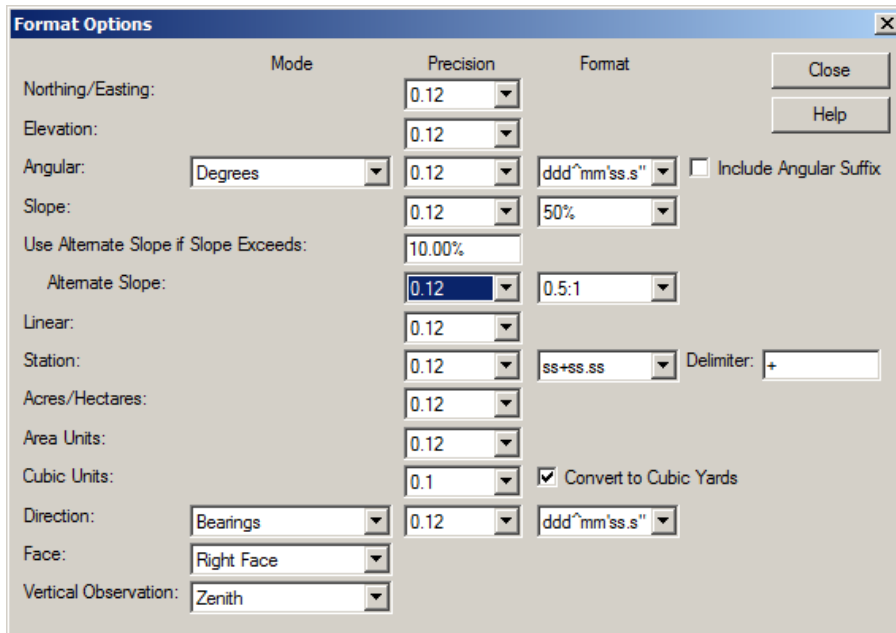 Format Options
Mode Precision Format
Close
Northing/Easting: 0.12
Help
Elevation: 0.12
Angular: Degrees 0.12 ddd^mm'ss.s" Include Angular Suffix
Slope: 0.12 50%
Use Alternate Slope if Slope Exceeds: 10.00%
Alternate Slope: 0.12 0.5:1
Linear: 0.12
Station: 0.12 ss+ss.ss Delimiter: +
Acres/Hectares: 0.12
Area Units: 0.12
Cubic Units: 0.1 Convert to Cubic Yards
Direction: Bearings 0.12 ddd^mm'ss.s"
Face: Right Face
Vertical Observation: Zenith